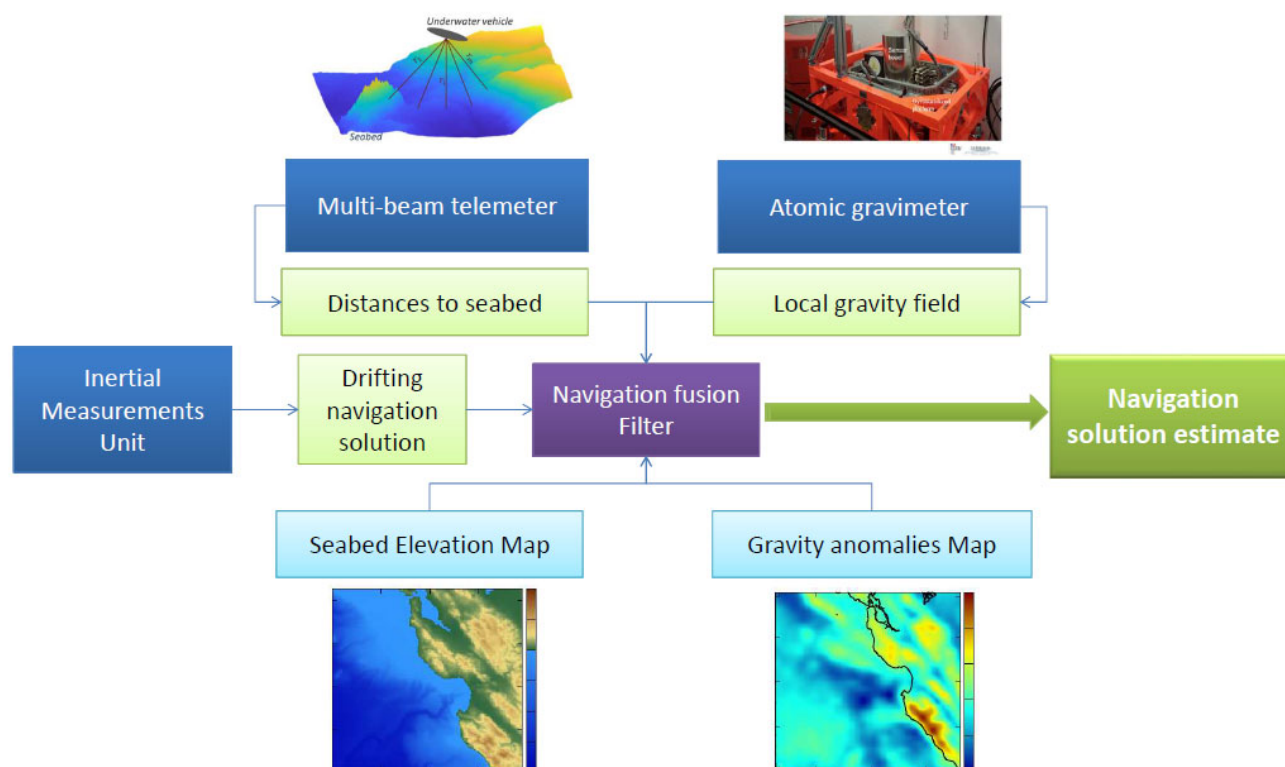 Underwater vehicle
Seabed
Multi-beam telemeter
Atomic gravimeter
Distances to seabed
Local gravity field
Inertial
Measurements
Unit
Drifting
navigation
solution
Navigation fusion
Filter
Navigation
solution estimate
Seabed Elevation Map
Gravity anomalies Map